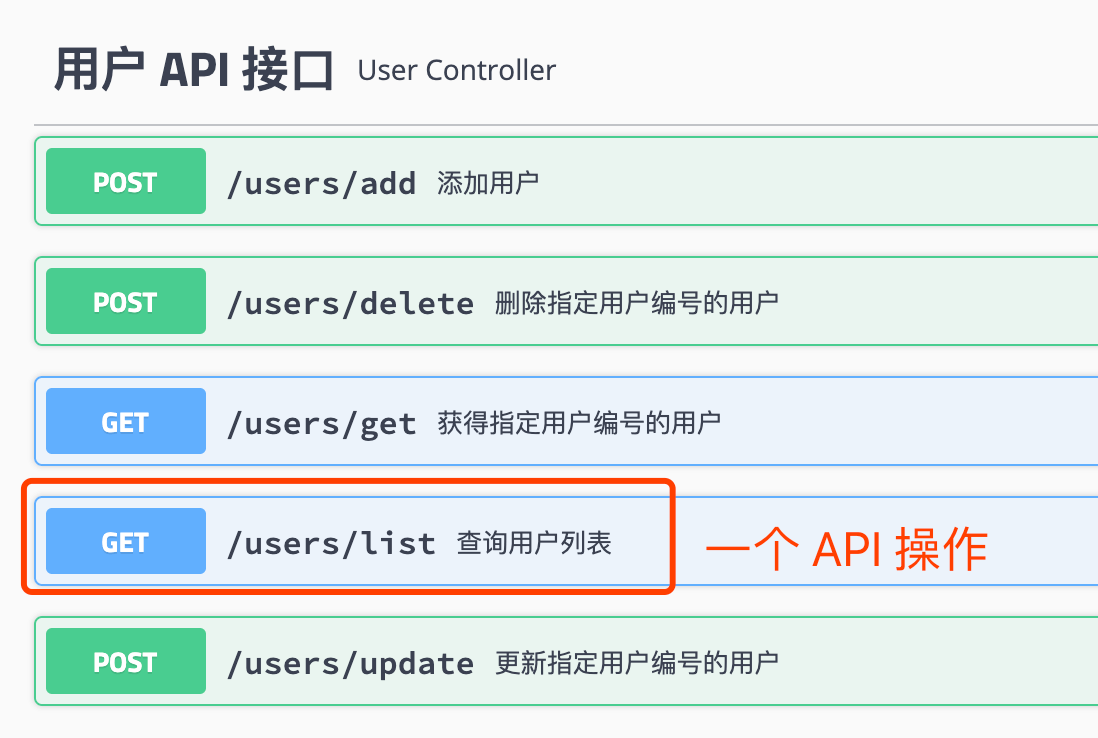 用户 API 接口 User Controller
POST /users/add 添加用户
POST /users/delete 删除指定用户编号的用户
GET /users/get 获得指定用户编号的用户
GET /users/list 查询用户列表 一个 API 操作
POST /users/update 更新指定用户编号的用户